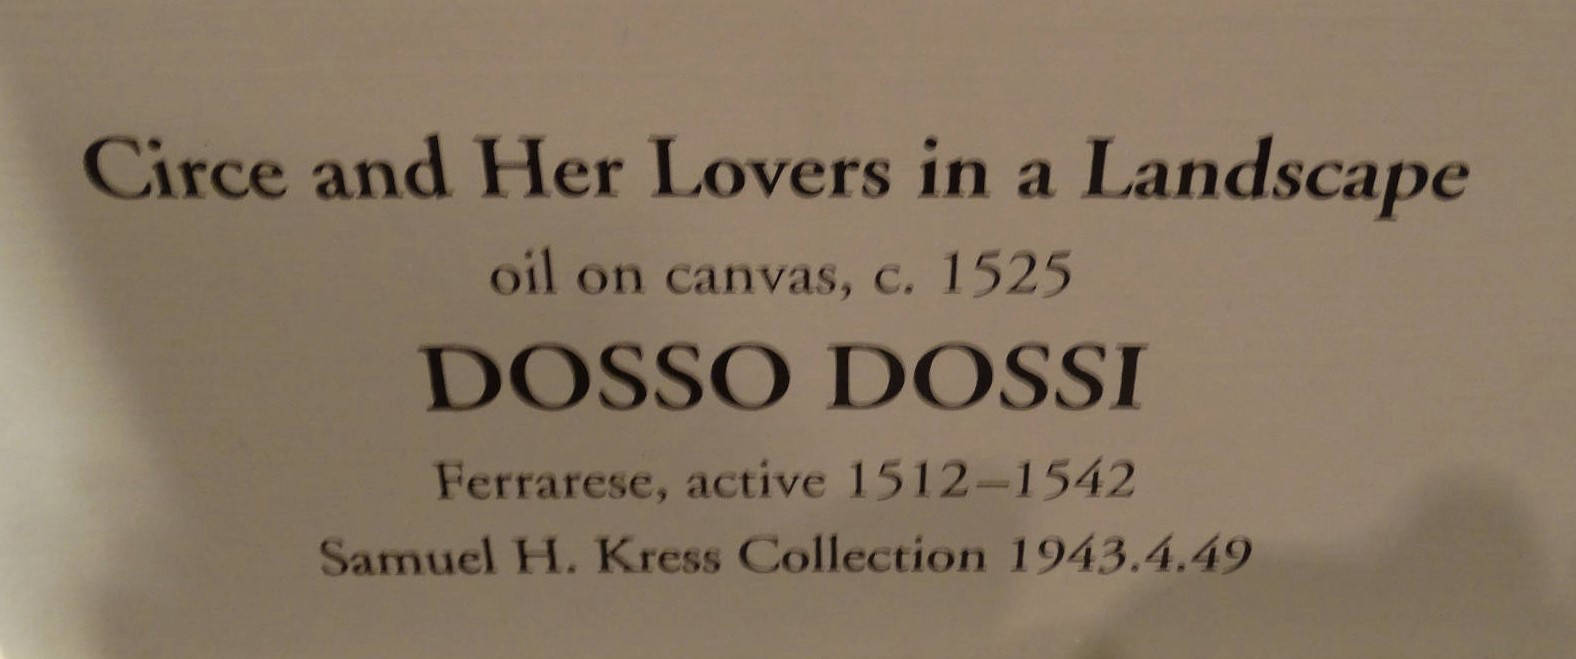 Circe and Her Lovers in a Landscape
oil on canvas, c. 1525
DOSSO DOSSI
Ferrarese, active 1512–1542
Samuel H. Kress Collection 1943.4.49